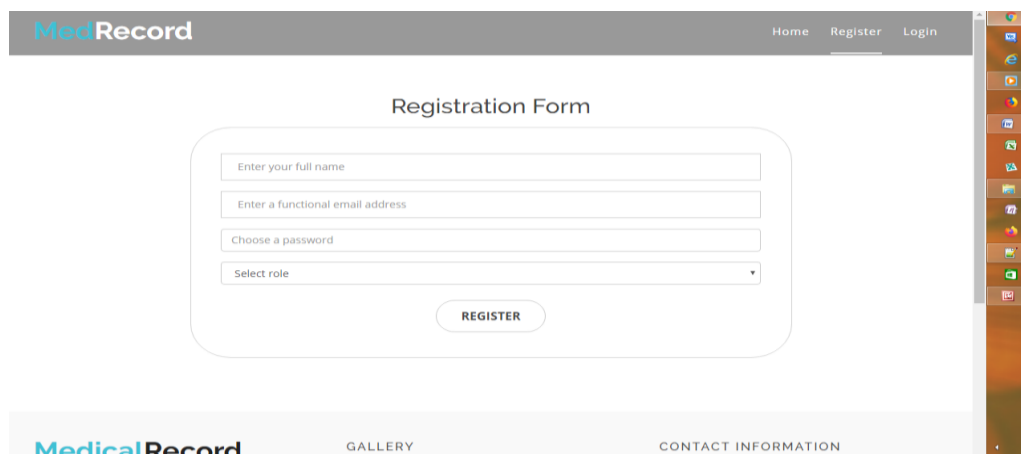 MedRecord
Home Register Login
Registration Form
Enter your full name
Enter a functional email address
Choose a password
Select role
REGISTER
MedicalRecord
GALLERY
CONTACT INFORMATION